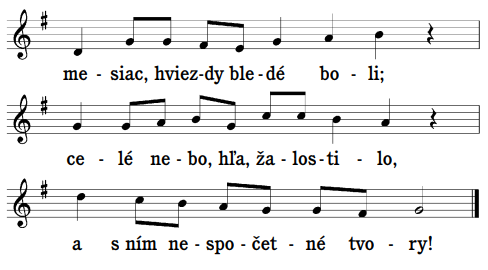 me - siac, hviez-dy ble - dé bo - li;
ce - lé ne - bo, hľa, ža - los - ti - lo,
a s ním ne - spo - čet - né tvo - ry!